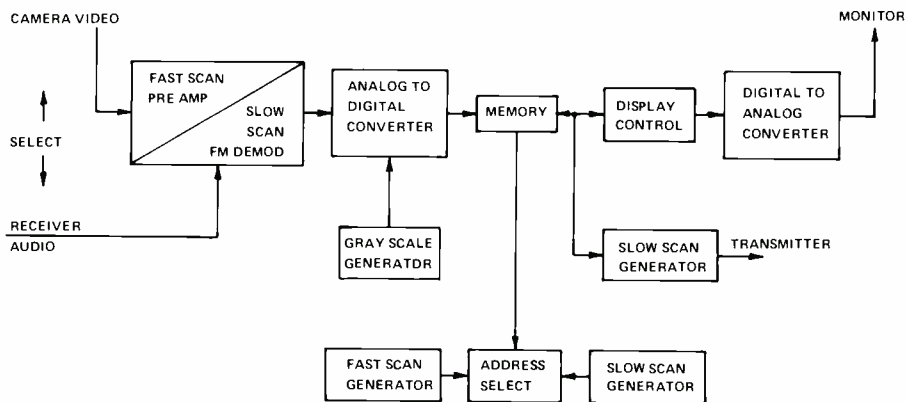 CAMERA VIDEO
MONITOR
FAST SCAN
PRE AMP
SLOW
SCAN
FM DEMOD
ANALOG TO
DIGITAL
CONVERTER
MEMORY
DISPLAY
CONTROL
DIGITAL TO
ANALOG
CONVERTER
SELECT
RECEIVER
AUDIO
GRAY SCALE
GENERATDR
SLOW SCAN
GENERATOR
TRANSMITTER
FAST SCAN
GENERATOR
ADDRESS
SELECT
SLOW SCAN
GENERATOR